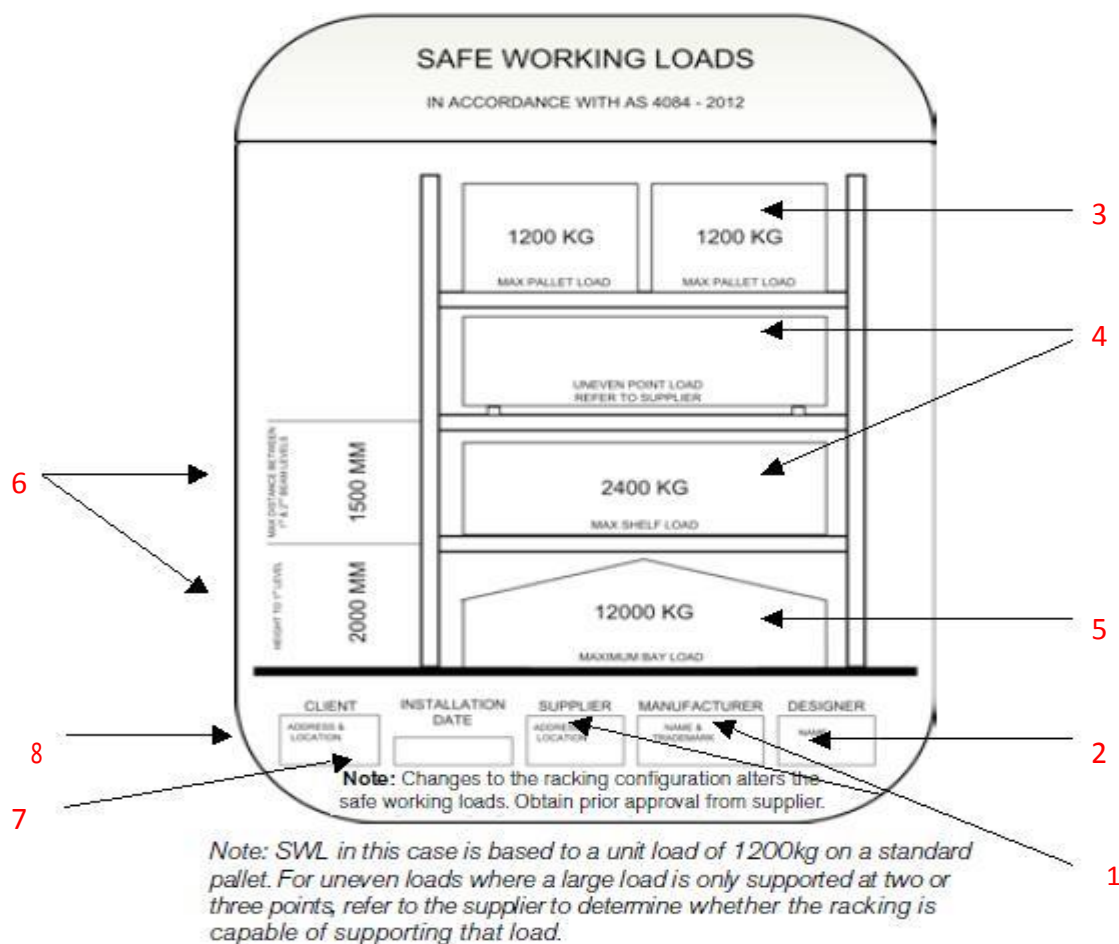 SAFE WORKING LOADS
IN ACCORDANCE WITH AS 4084 - 2012
1200 KG
MAX PALLET LOAD
1200 KG
MAX PALLET LOAD
3
UNEVEN POINT LOAD
REFER TO SUPPLIER
4
MAX DISTANCE BETWEEN
1ST & 2ND BEAM LEVELS
1500 MM
6
2400 KG
MAX SHELF LOAD
HEIGHT TO 1ST LEVEL
2000 MM
12000 KG
MAXIMUM BAY LOAD
5
CLIENT
ADDRESS &
LOCATION
INSTALLATION
DATE
SUPPLIER
ADDRESS
LOCATION
MANUFACTURER
NAME &
TRADEMARK
DESIGNER
NAME
8
2
7
Note: Changes to the racking configuration alters the
safe working loads. Obtain prior approval from supplier.
1
Note: SWL in this case is based to a unit load of 1200kg on a standard
pallet. For uneven loads where a large load is only supported at two or
three points, refer to the supplier to determine whether the racking is
capable of supporting that load.